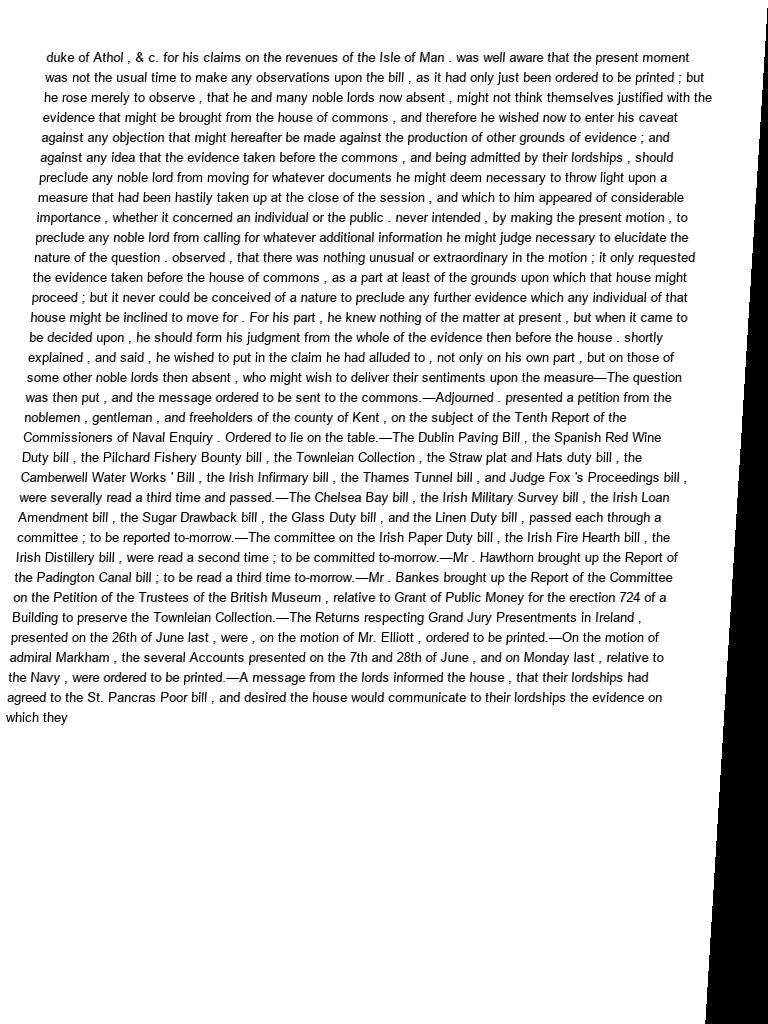 duke of Athol , & c. for his claims on the revenues of the Isle of Man . was well aware that the present moment
was not the usual time to make any observations upon the bill , as it had only just been ordered to be printed ; but
he rose merely to observe , that he and many noble lords now absent , might not think themselves justified with the
evidence that might be brought from the house of commons , and therefore he wished now to enter his caveat
against any objection that might hereafter be made against the production of other grounds of evidence ; and
against any idea that the evidence taken before the commons , and being admitted by their lordships , should
preclude any noble lord from moving for whatever documents he might deem necessary to throw light upon a
measure that had been hastily taken up at the close of the session , and which to him appeared of considerable
importance , whether it concerned an individual or the public . never intended , by making the present motion , to
preclude any noble lord from calling for whatever additional information he might judge necessary to elucidate the
nature of the question . observed , that there was nothing unusual or extraordinary in the motion ; it only requested
the evidence taken before the house of commons , as a part at least of the grounds upon which that house might
proceed ; but it never could be conceived of a nature to preclude any further evidence which any individual of that
house might be inclined to move for . For his part , he knew nothing of the matter at present , but when it came to
be decided upon , he should form his judgment from the whole of the evidence then before the house . shortly
explained , and said , he wished to put in the claim he had alluded to , not only on his own part , but on those of
some other noble lords then absent , who might wish to deliver their sentiments upon the measure—The question
was then put , and the message ordered to be sent to the commons.—Adjourned . presented a petition from the
noblemen , gentleman , and freeholders of the county of Kent , on the subject of the Tenth Report of the
Commissioners of Naval Enquiry . Ordered to lie on the table.—The Dublin Paving Bill , the Spanish Red Wine
Duty bill , the Pilchard Fishery Bounty bill , the Townleian Collection , the Straw plat and Hats duty bill , the
Camberwell Water Works ' Bill , the Irish Infirmary bill , the Thames Tunnel bill , and Judge Fox 's Proceedings bill ,
were severally read a third time and passed.—The Chelsea Bay bill , the Irish Military Survey bill , the Irish Loan
Amendment bill , the Sugar Drawback bill , the Glass Duty bill , and the Linen Duty bill , passed each through a
committee ; to be reported to-morrow.—The committee on the Irish Paper Duty bill , the Irish Fire Hearth bill , the
Irish Distillery bill , were read a second time ; to be committed to-morrow.—Mr . Hawthorn brought up the Report of
the Padington Canal bill ; to be read a third time to-morrow.—Mr . Bankes brought up the Report of the Committee
on the Petition of the Trustees of the British Museum , relative to Grant of Public Money for the erection 724 of a
Building to preserve the Townleian Collection.—The Returns respecting Grand Jury Presentments in Ireland ,
presented on the 26th of June last , were , on the motion of Mr. Elliott , ordered to be printed.—On the motion of
admiral Markham , the several Accounts presented on the 7th and 28th of June , and on Monday last , relative to
the Navy , were ordered to be printed.—A message from the lords informed the house , that their lordships had
agreed to the St. Pancras Poor bill , and desired the house would communicate to their lordships the evidence on
which they